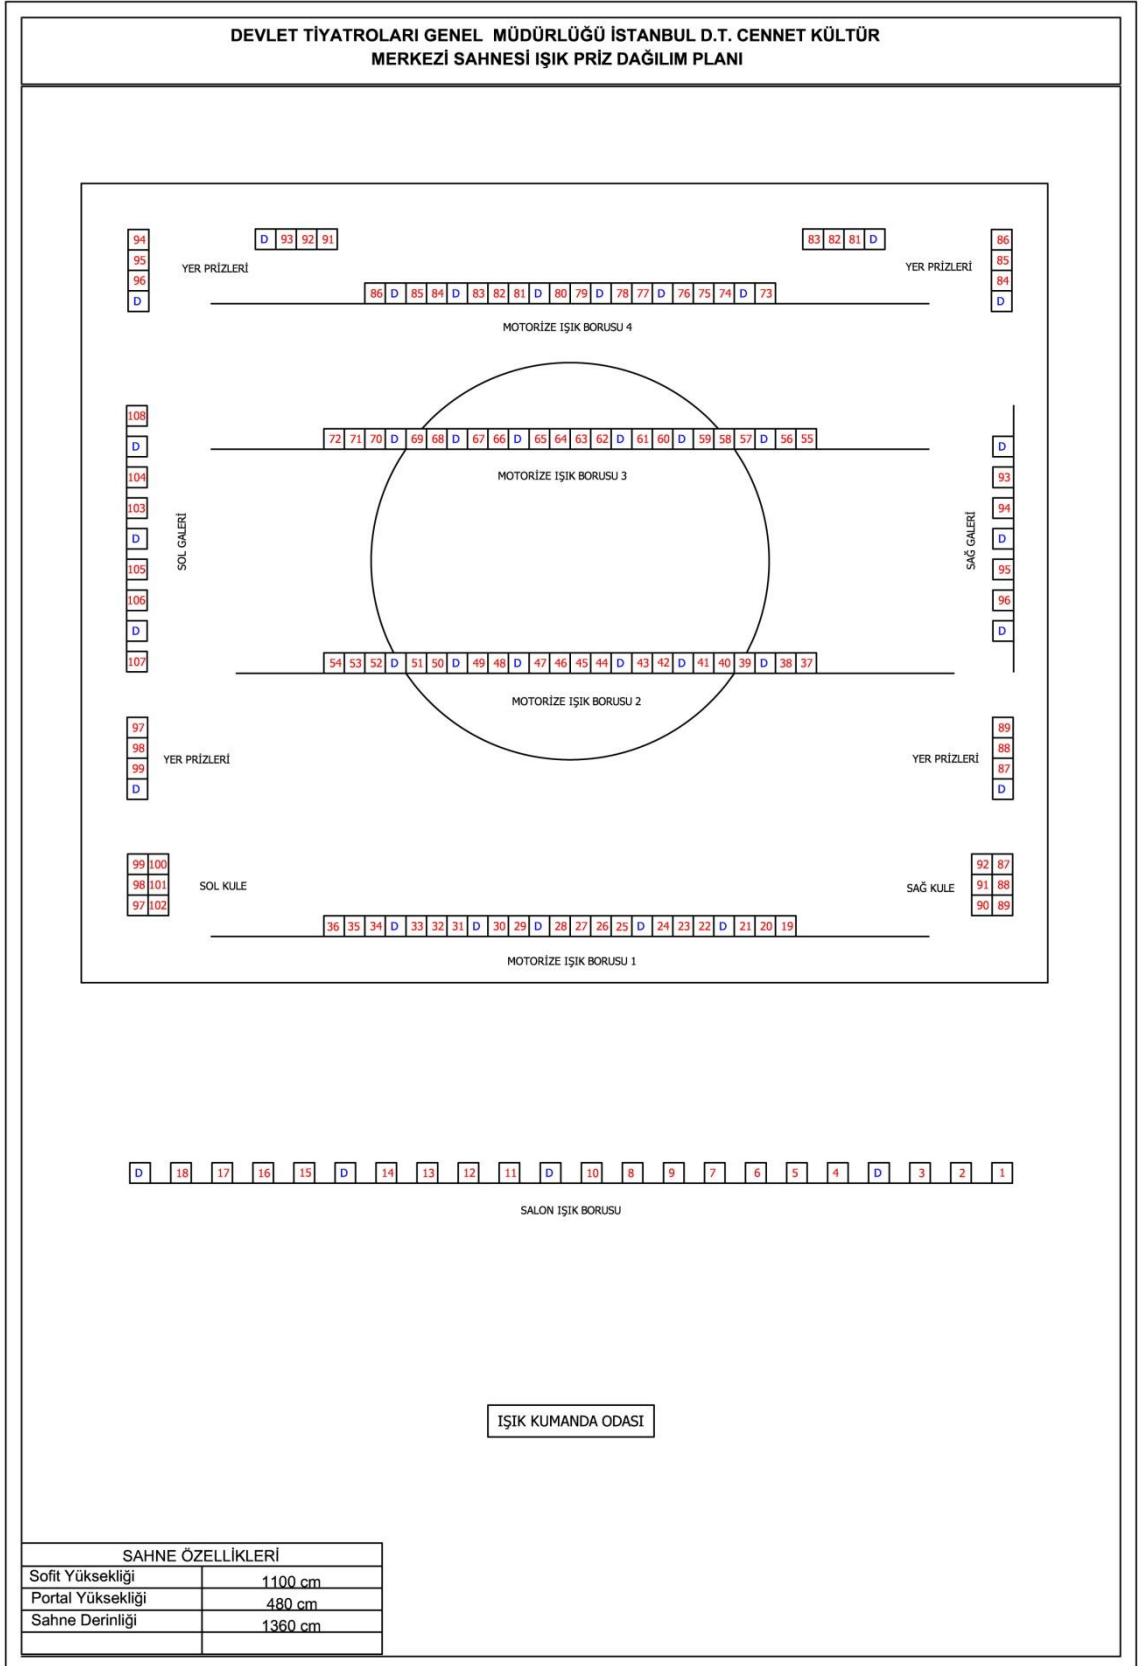 DEVLET TİYATROLARI GENEL MÜDÜRLÜĞÜ İSTANBUL D.T. CENNET KÜLTÜR
MERKEZİ SAHNESİ IŞIK PRİZ DAĞILIM PLANI
94
95
96
D
YER PRİZLERİ
D 93 92 91
83 82 81 D
YER PRİZLERİ
86
85
84
D
86 D 85 84 D 83 82 81 D 80 79 D 78 77 D 76 75 74 D 73
MOTORİZE IŞIK BORUSU 4
72 71 70 D 69 68 D 67 66 D 65 64 63 62 D 61 60 D 59 58 57 D 56 55
MOTORİZE IŞIK BORUSU 3
108
D
104
103
D
105
106
D
107
SOL GALERİ
D
93
94
D
95
96
D
SAĞ GALERİ
54 53 52 D 51 50 D 49 48 D 47 46 45 44 D 43 42 D 41 40 39 D 38 37
MOTORİZE IŞIK BORUSU 2
97
98
99
D
YER PRİZLERİ
89
88
87
D
YER PRİZLERİ
99 100
98 101
97 102
SOL KULE
92 87
91 88
90 89
SAĞ KULE
36 35 34 D 33 32 31 D 30 29 D 28 27 26 25 D 24 23 22 D 21 20 19
MOTORİZE IŞIK BORUSU 1
D 18 17 16 15 D 14 13 12 11 D 10 8 9 7 6 5 4 D 3 2 1
SALON IŞIK BORUSU
IŞIK KUMANDA ODASI
SAHNE ÖZELLİKLERİ
Sofit Yüksekliği 1100 cm
Portal Yüksekliği 480 cm
Sahne Derinliği 1360 cm